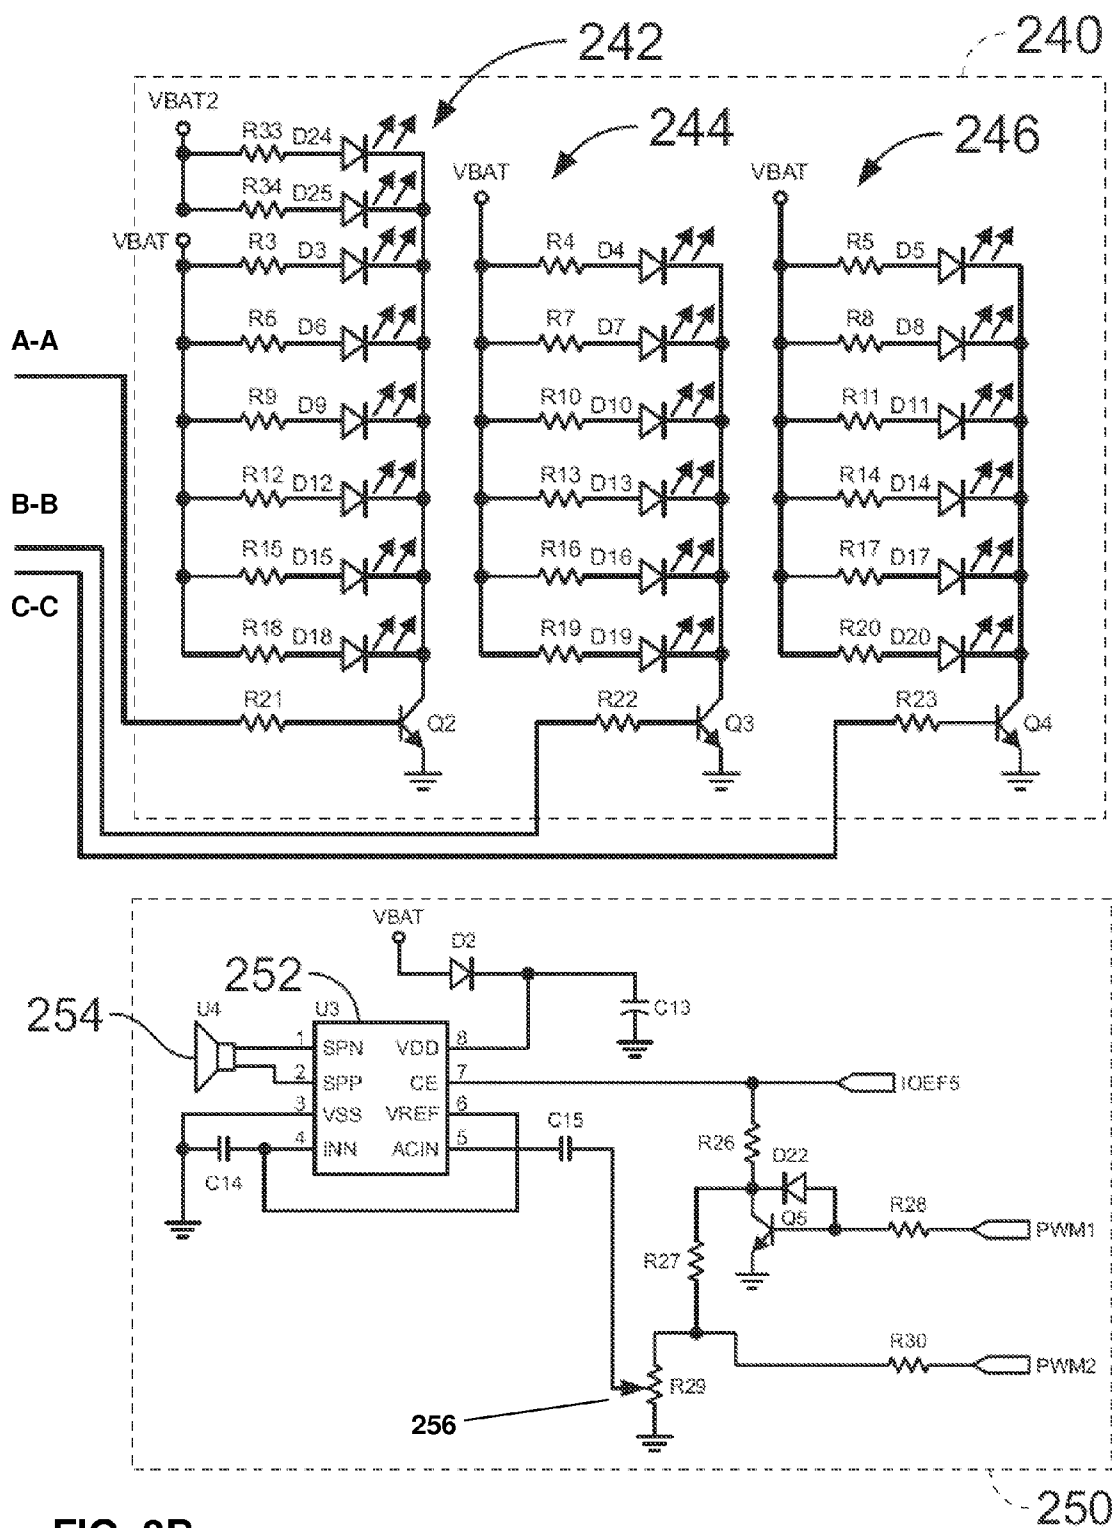 242
240
VBAT2
R33 D24
244
246
R34 D25
VBAT
VBAT
VBAT
R3 D3
R4 D4
R5 D5
R6 D6
R7 D7
R8 D8
A-A
R9 D9
R10 D10
R11 D11
R12 D12
R13 D13
R14 D14
B-B
R15 D15
R16 D16
R17 D17
C-C
R18 D18
R19 D19
R20 D20
R21
Q2
R22
Q3
R23
Q4
VBAT
D2
252
254
U4
U3
C13
1 SPN VDD 8
2 SPP CE 7
IOEF5
3 VSS VREF 6
4 INN ACIN 5
C15
C14
R26
D22
Q5
R28
PWM1
R27
R30
PWM2
R29
256
250